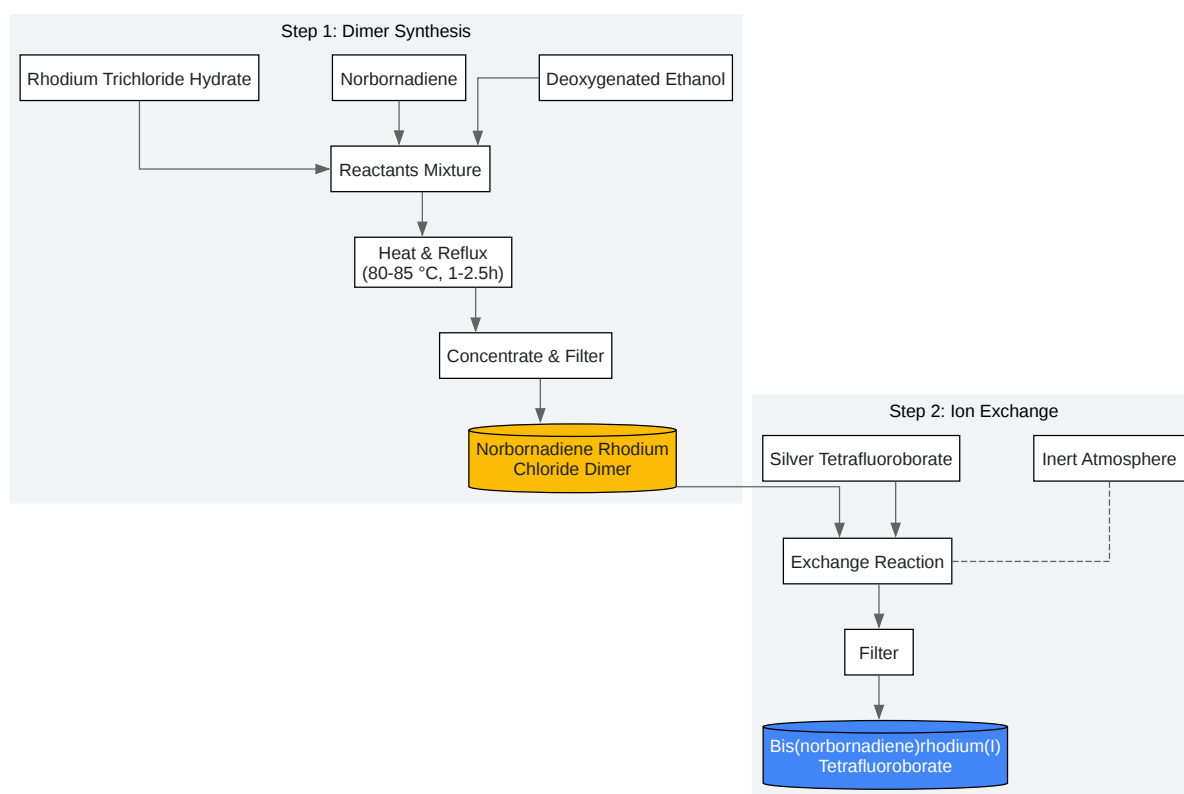 Step 1: Dimer Synthesis
Rhodium Trichloride Hydrate
Norbornadiene
Deoxygenated Ethanol
Reactants Mixture
Heat & Reflux
(80-85 °C, 1-2.5h)
Concentrate & Filter
Norbornadiene Rhodium
Chloride Dimer
Step 2: Ion Exchange
Silver Tetrafluoroborate
Inert Atmosphere
Exchange Reaction
Filter
Bis(norbornadiene)rhodium(I)
Tetrafluoroborate